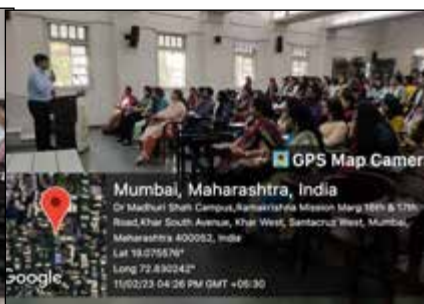 GPS Map Camer
Mumbai, Maharashtra, India
Dr Madhuri Shah Campus, Ramakrishna Mission Marg 16th & 17th
Road, Khar South Avenue, Khar West, Santacruz West, Mumbai,
Maharashtra 400052, India
Lat 19.075576°
Long 72.830242°
11/02/23 04:26 PM GMT +05:30
Google